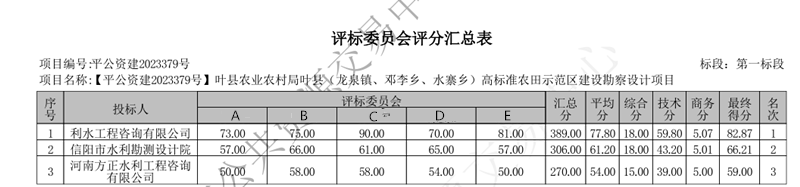 评标委员会评分汇总表
项目编号:平公资建2023379号 标段: 第一标段
项目名称:【平公资建2023379号】叶县农业农村局叶县（龙泉镇、邓李乡、水寨乡）高标准农田示范区建设勘察设计项目
序号 投标人 评标委员会 汇总分 平均分 综合分 技术分 商务分 最终得分 名次
A B C D E
1 利水工程咨询有限公司 73.00 75.00 90.00 70.00 81.00 389.00 77.80 18.00 59.80 5.07 82.87 1
2 信阳市水利勘测设计院 57.00 66.00 61.00 65.00 57.00 306.00 61.20 18.00 43.20 5.01 66.21 2
3 河南方正水利工程咨询有限公司 50.00 58.00 58.00 54.00 50.00 270.00 54.00 15.00 39.00 5.00 59.00 3